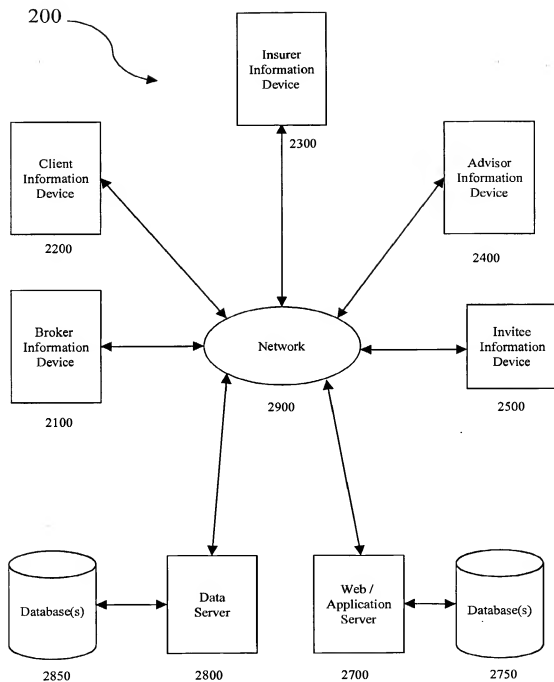 200
Insurer
Information
Device
2300
Client
Information
Device
2200
Advisor
Information
Device
2400
Broker
Information
Device
2100
Network
2900
Invitee
Information
Device
2500
Database(s)
2850
Data
Server
2800
Web /
Application
Server
2700
Database(s)
2750